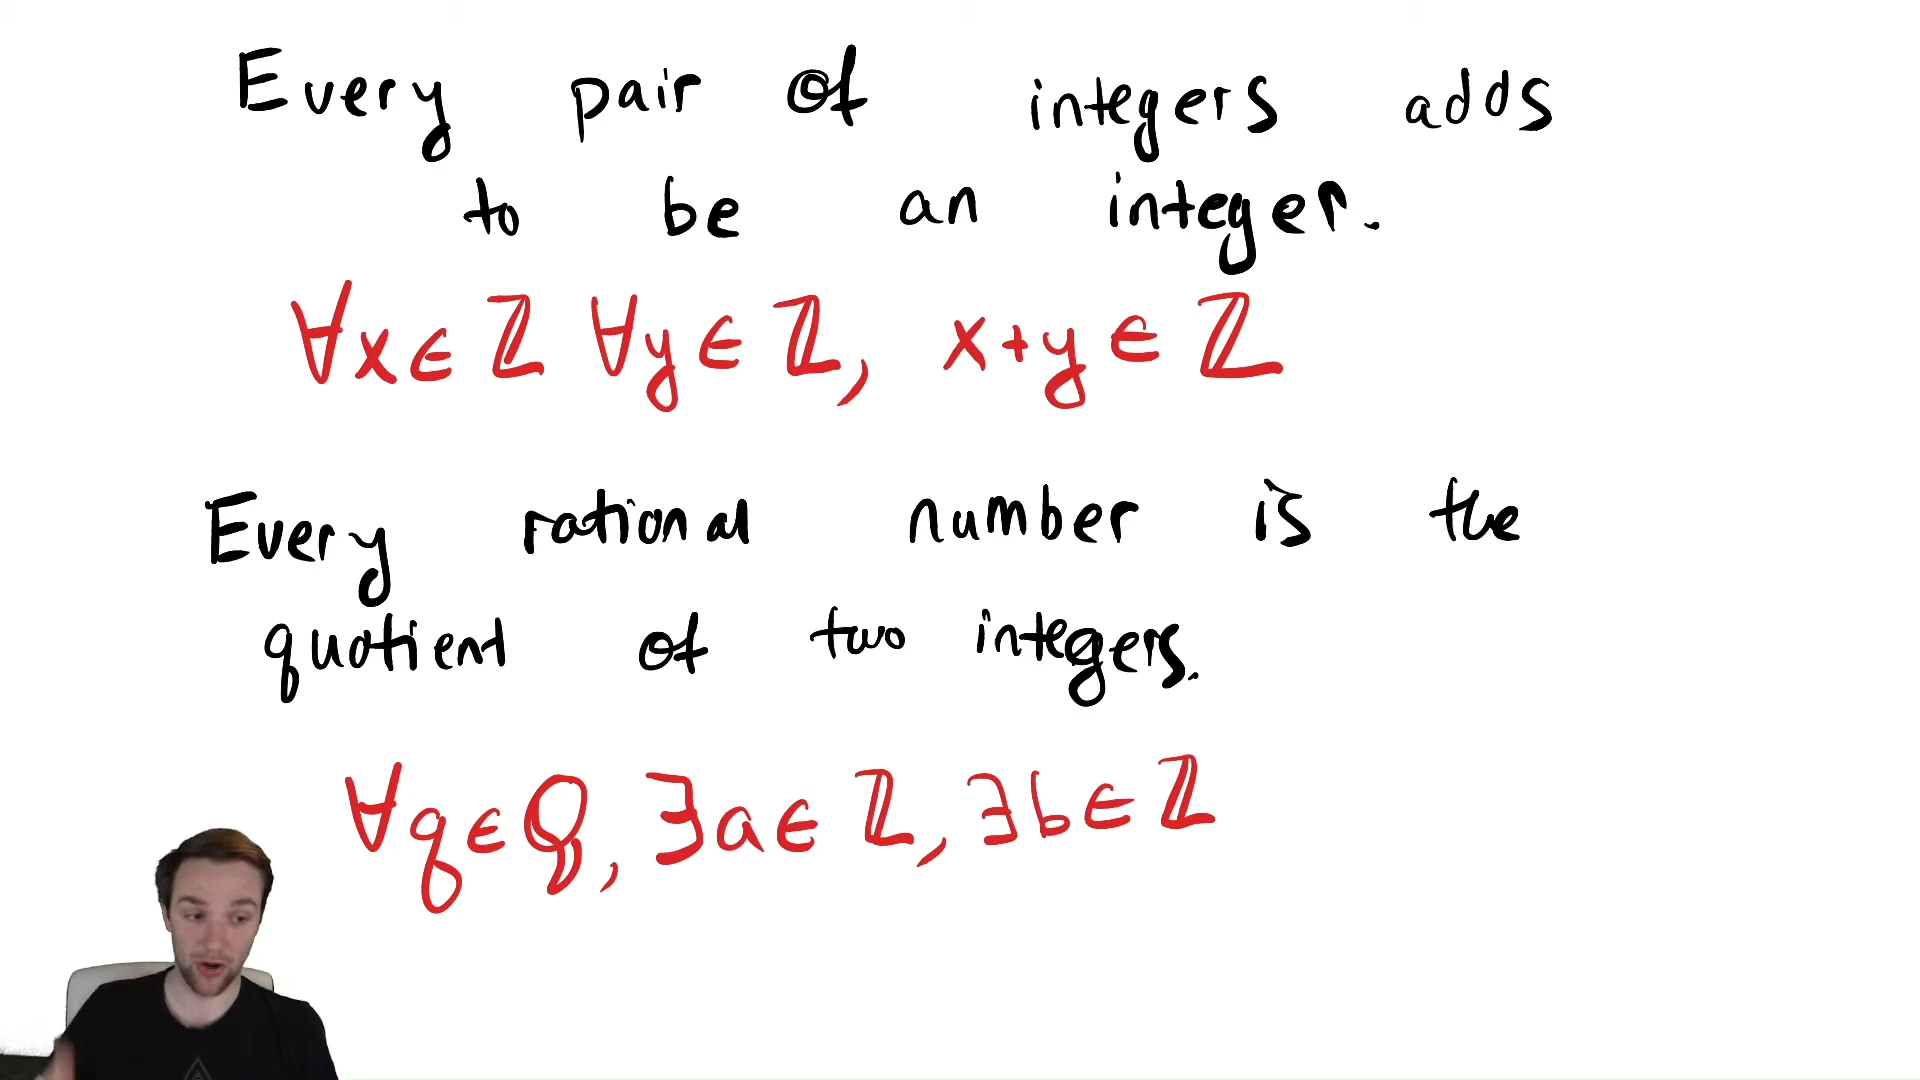 Every pair of integers adds
to be an integer.
∀x∈ℤ ∀y∈ℤ, x+y∈ℤ
Every rational number is the
quotient of two integers.
∀q∈ℚ, ∃a∈ℤ, ∃b∈ℤ